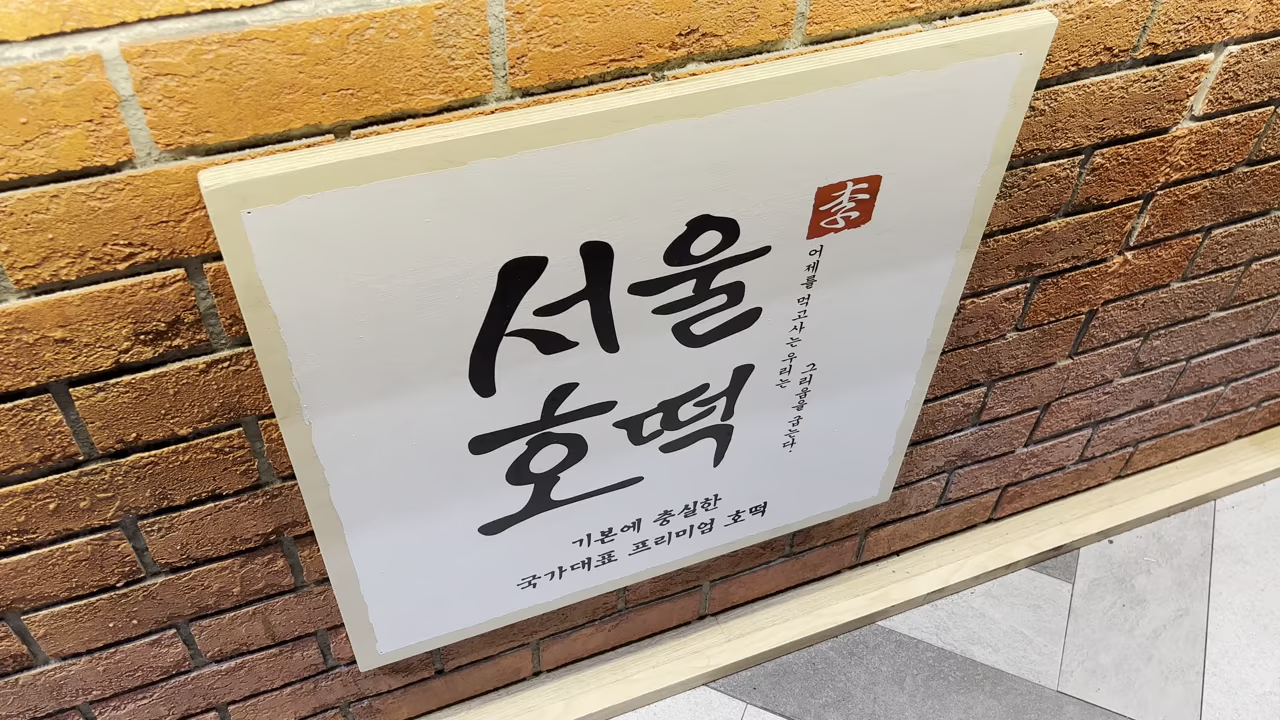 서울
호떡
李
어제를 먹고사는 우리는
그리움을 굽는다.
기본에 충실한
국가대표 프리미엄 호떡